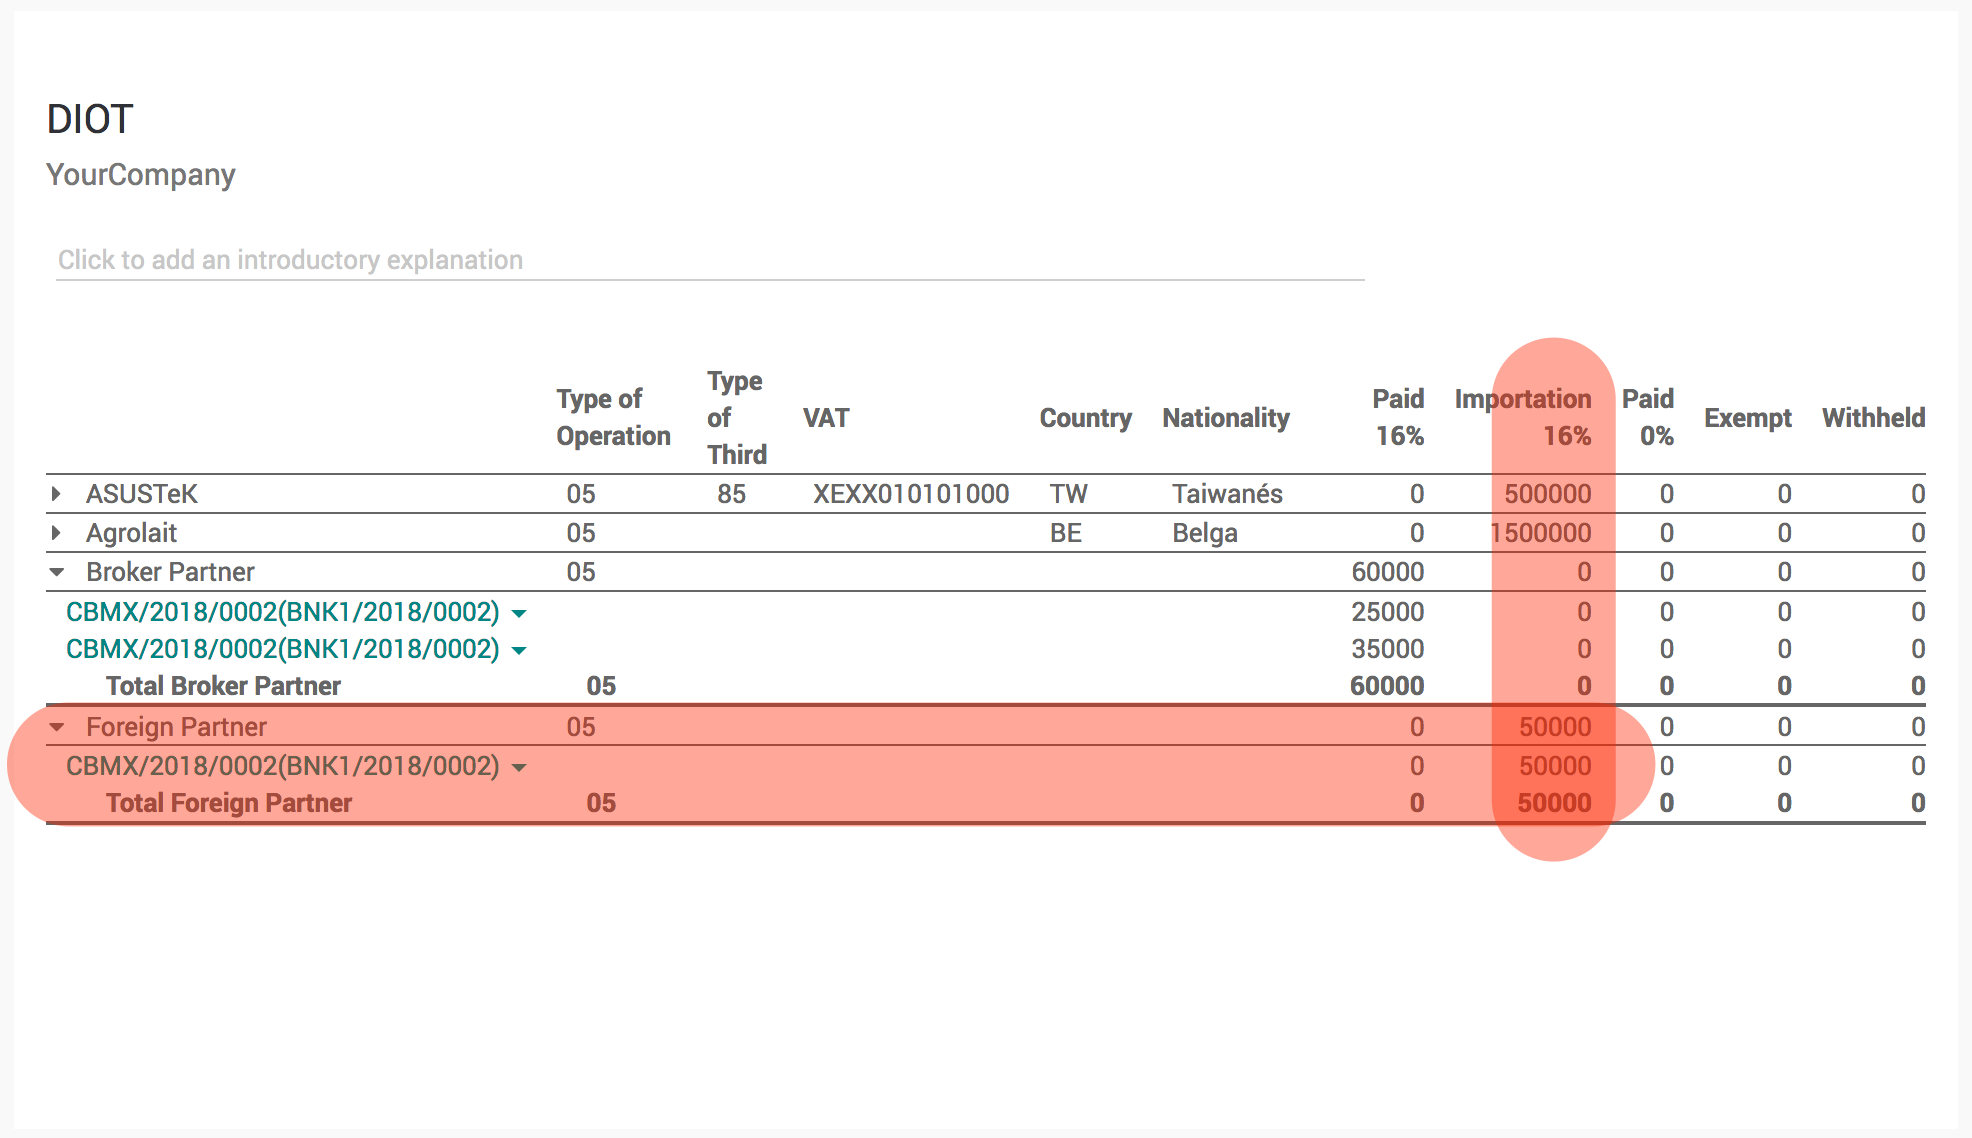 DIOT
YourCompany
Click to add an introductory explanation
Type of Operation Type of Third VAT Country Nationality Paid 16% Importation 16% Paid 0% Exempt Withheld
ASUSTeK 05 85 XEXX010101000 TW Taiwanés 0 500000 0 0 0
Agrolait 05 BE Belga 0 1500000 0 0 0
Broker Partner 05 60000 0 0 0 0
CBMX/2018/0002(BNK1/2018/0002) 25000 0 0 0 0
CBMX/2018/0002(BNK1/2018/0002) 35000 0 0 0 0
Total Broker Partner 05 60000 0 0 0 0
Foreign Partner 05 0 50000 0 0 0
CBMX/2018/0002(BNK1/2018/0002) 0 50000 0 0 0
Total Foreign Partner 05 0 50000 0 0 0